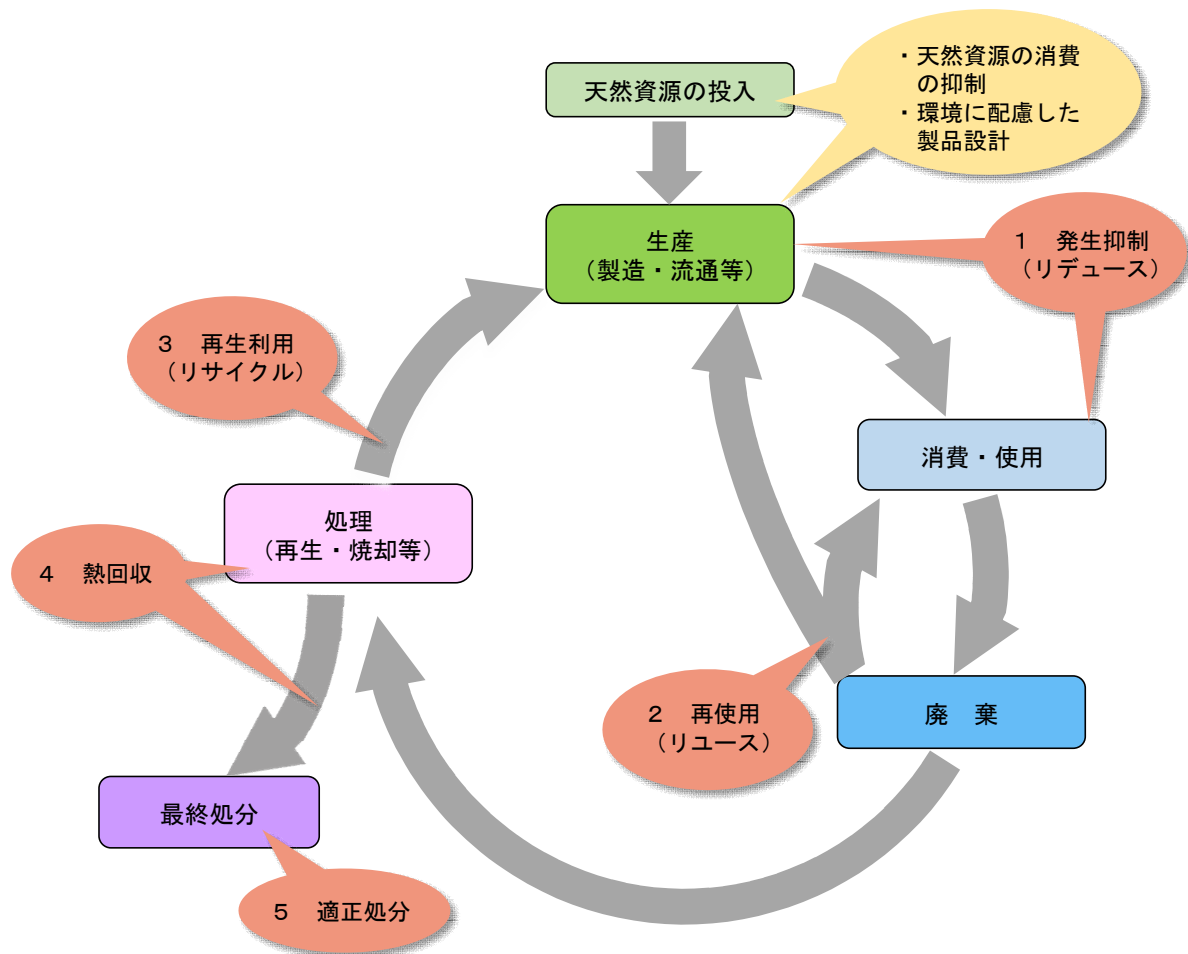 天然資源の投入
・天然資源の消費
の抑制
・環境に配慮した
製品設計
生産
（製造・流通等）
１　発生抑制
（リデュース）
３　再生利用
（リサイクル）
消費・使用
処理
（再生・焼却等）
４　熱回収
２　再使用
（リユース）
廃　棄
最終処分
５　適正処分